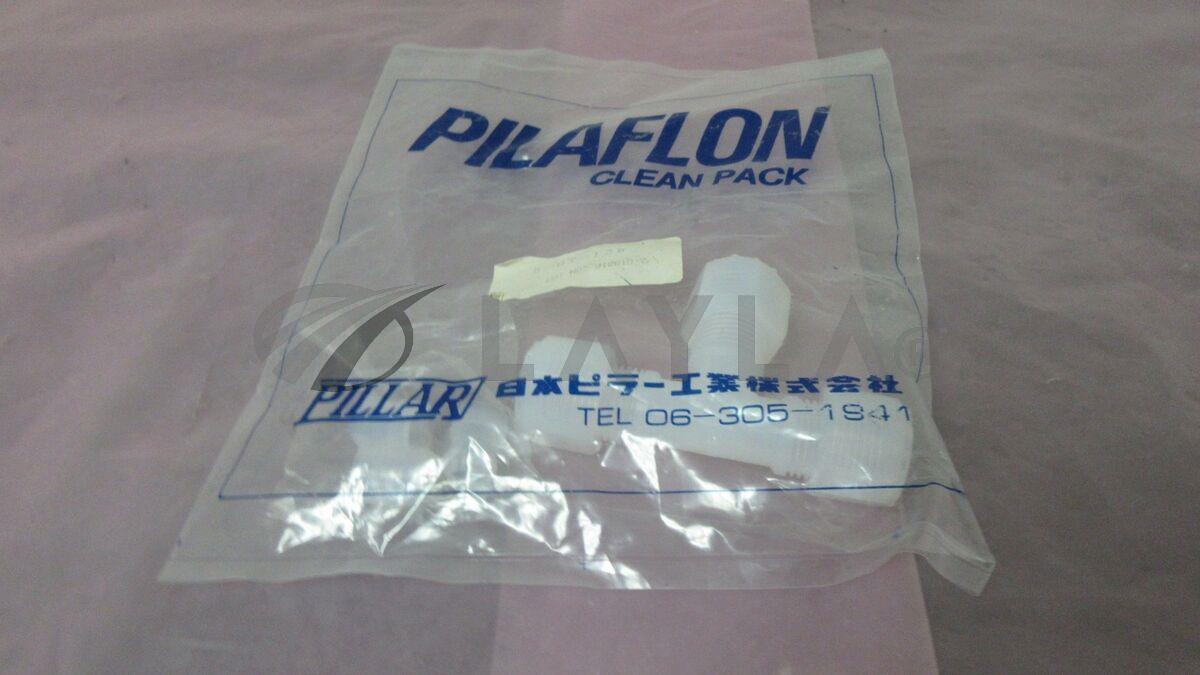 PILAFLON
CLEAN PACK
LAYLA
PILLAR 日本ピラー工業株式会社
TEL 06-305-1941